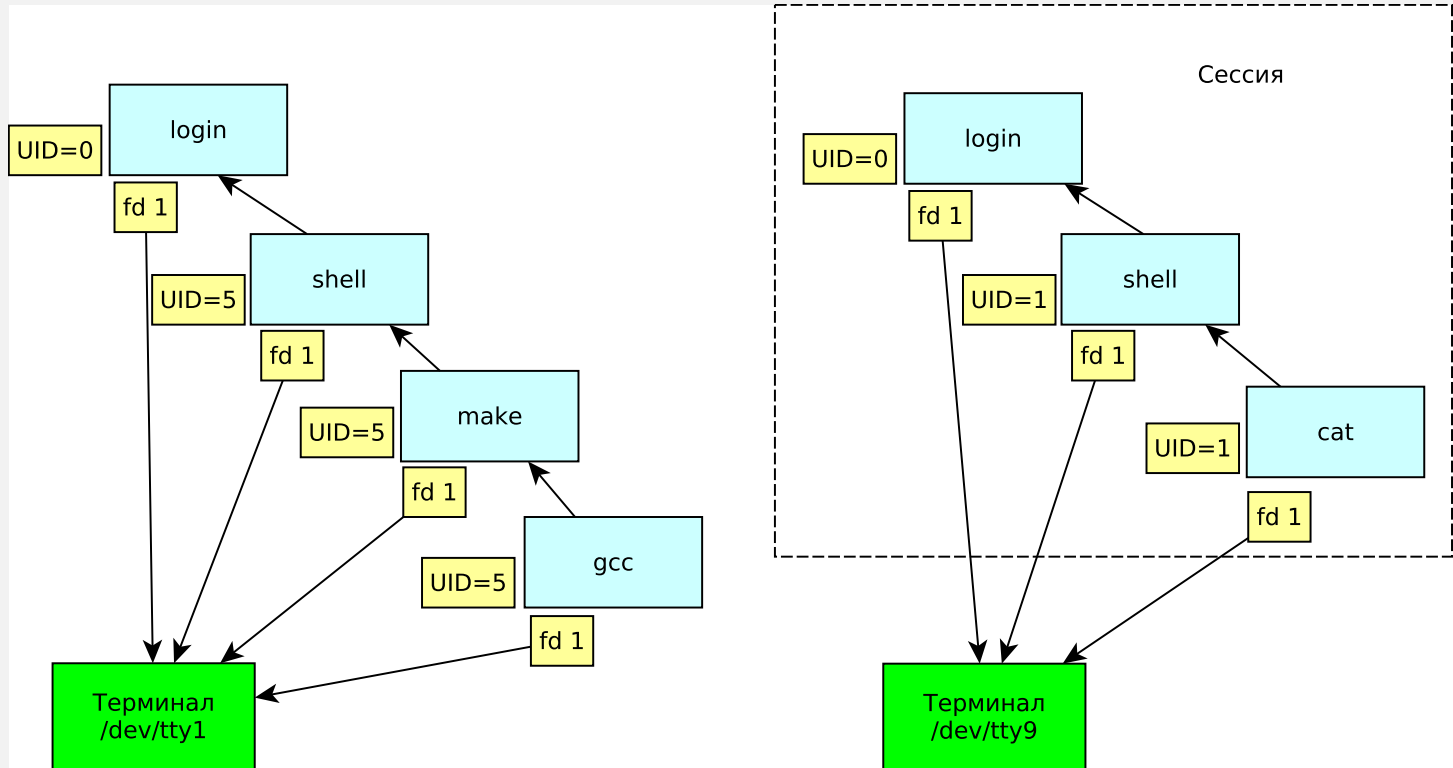 login
UID=0
fd 1
shell
UID=5
fd 1
make
UID=5
fd 1
gcc
UID=5
fd 1
Терминал
/dev/tty1
Сессия
login
UID=0
fd 1
shell
UID=1
fd 1
cat
UID=1
fd 1
Терминал
/dev/tty9